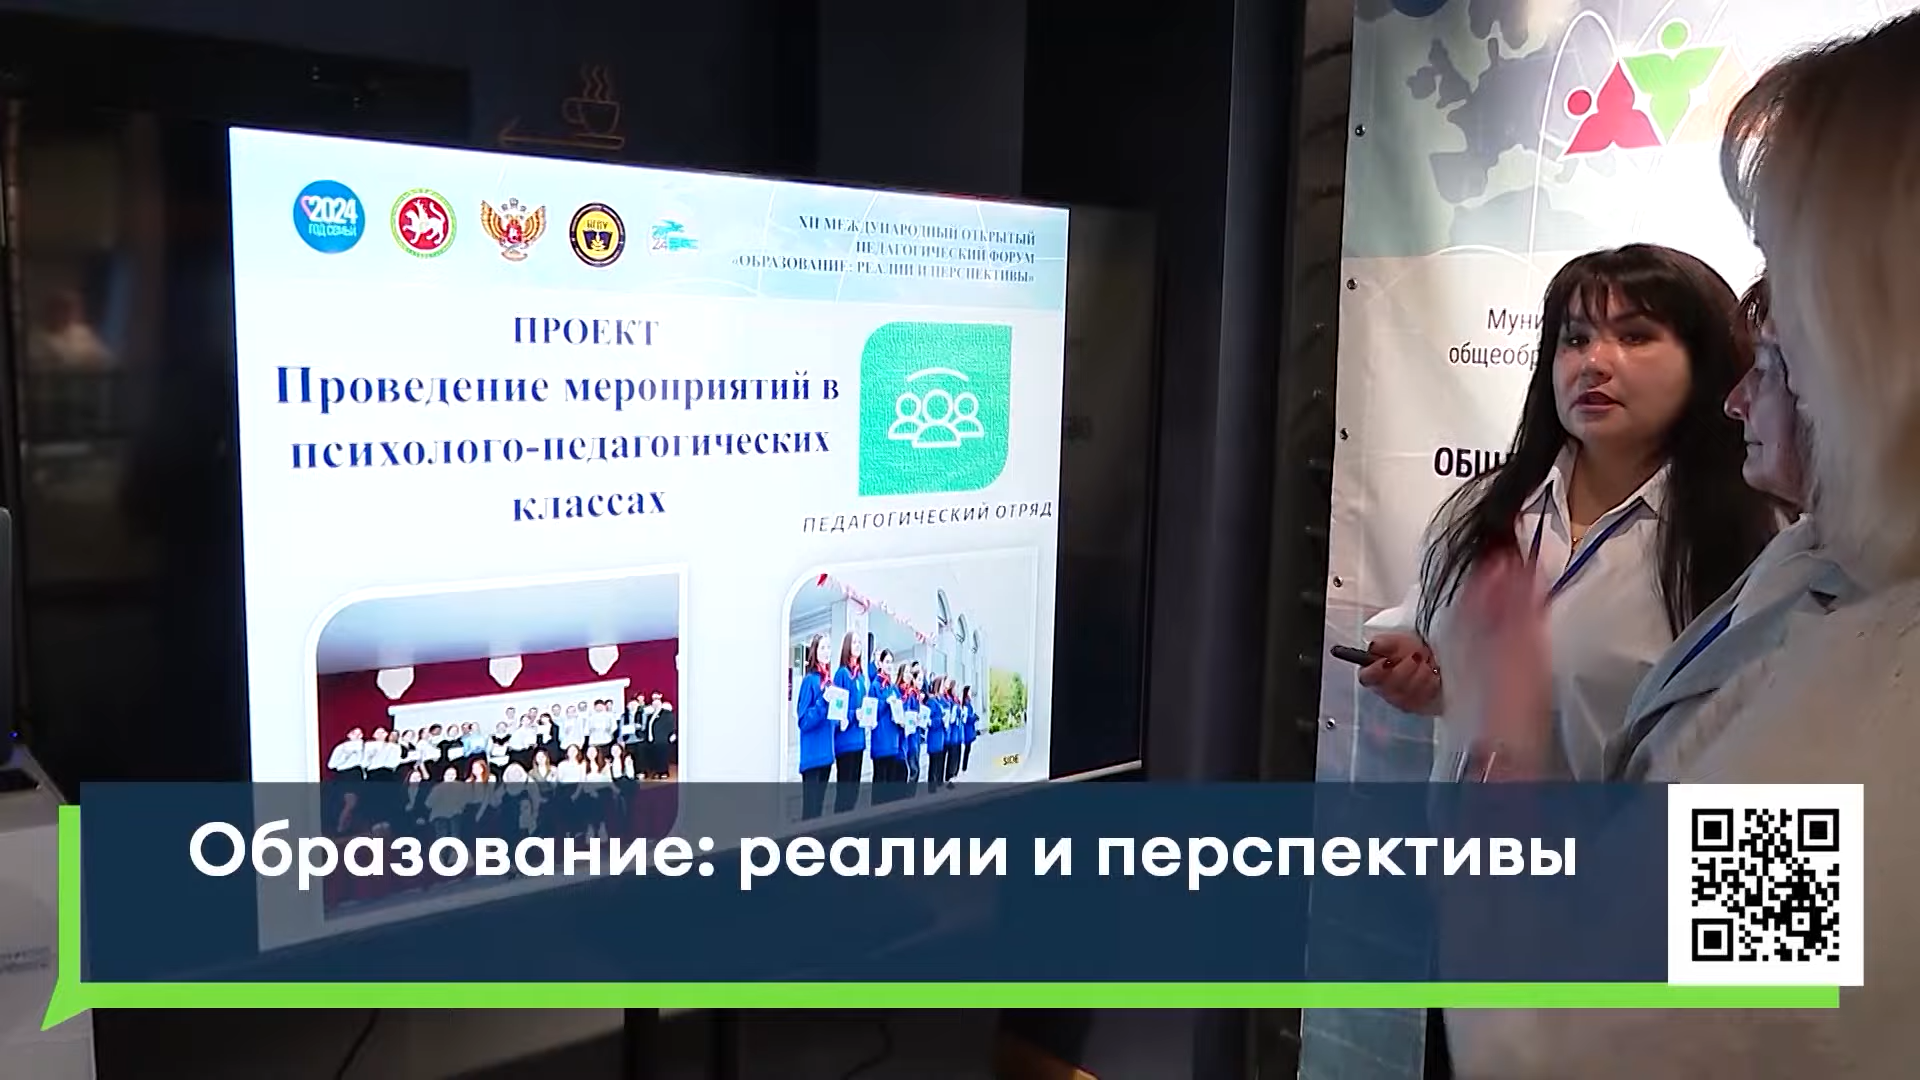 2024
ГОД СЕМЬИ
XII МЕЖДУНАРОДНЫЙ ОТКРЫТЫЙ
ПЕДАГОГИЧЕСКИЙ ФОРУМ
«ОБРАЗОВАНИЕ: РЕАЛИИ И ПЕРСПЕКТИВЫ»
ПРОЕКТ
Проведение мероприятий в
психолого-педагогических
классах
ПЕДАГОГИЧЕСКИЙ ОТРЯД
SIDE
Муни
общеобр
ОБЩ
Образование: реалии и перспективы